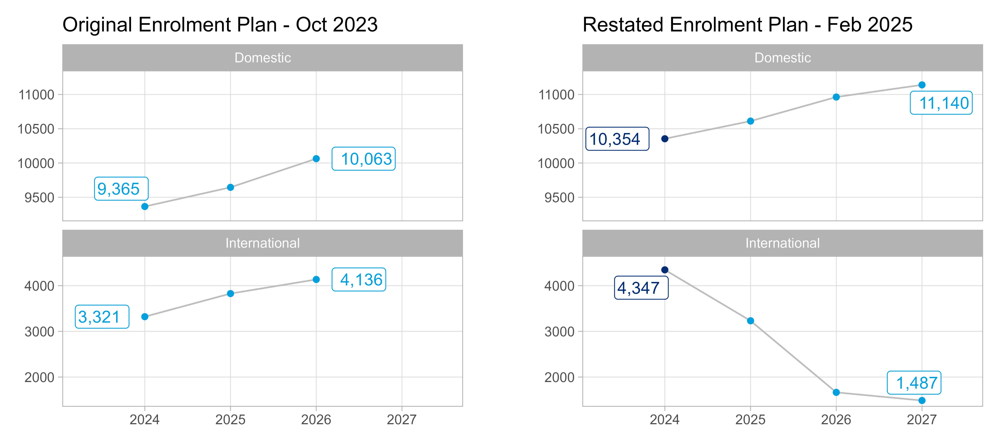 Original Enrolment Plan - Oct 2023
Domestic
11000
10500
10000
9500
9,365
10,063
International
4000
3000
2000
3,321
4,136
2024 2025 2026 2027
Restated Enrolment Plan - Feb 2025
Domestic
11000
10500
10000
9500
10,354
11,140
International
4000
3000
2000
4,347
1,487
2024 2025 2026 2027